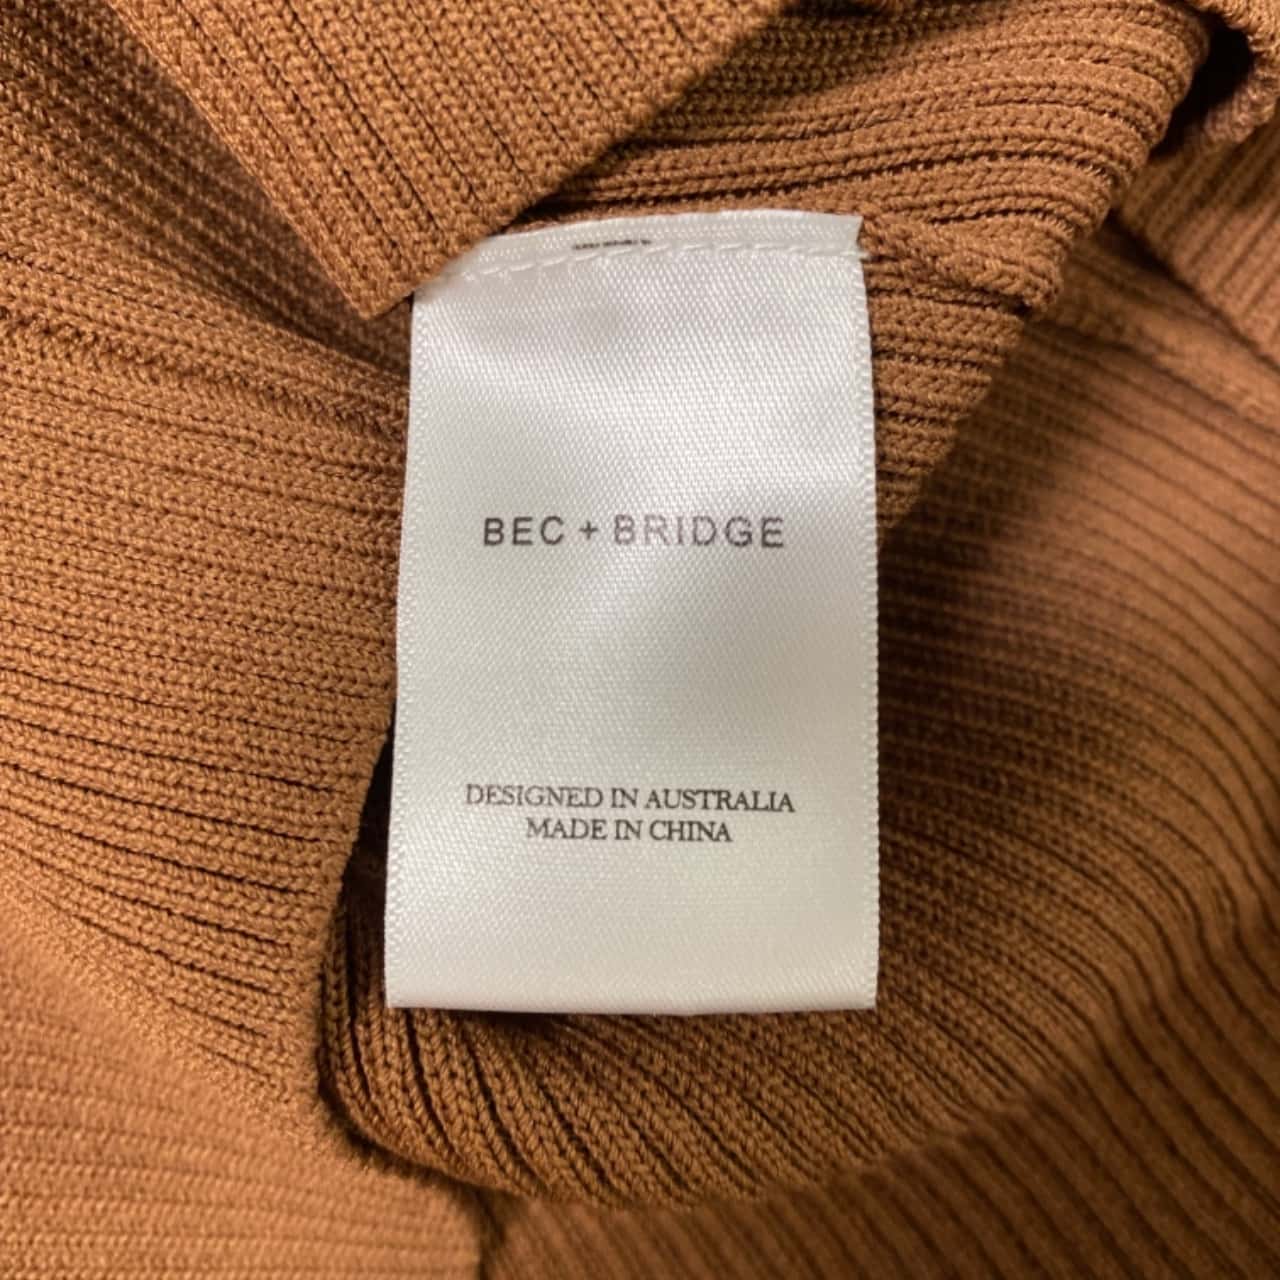 BEC + BRIDGE
DESIGNED IN AUSTRALIA
MADE IN CHINA